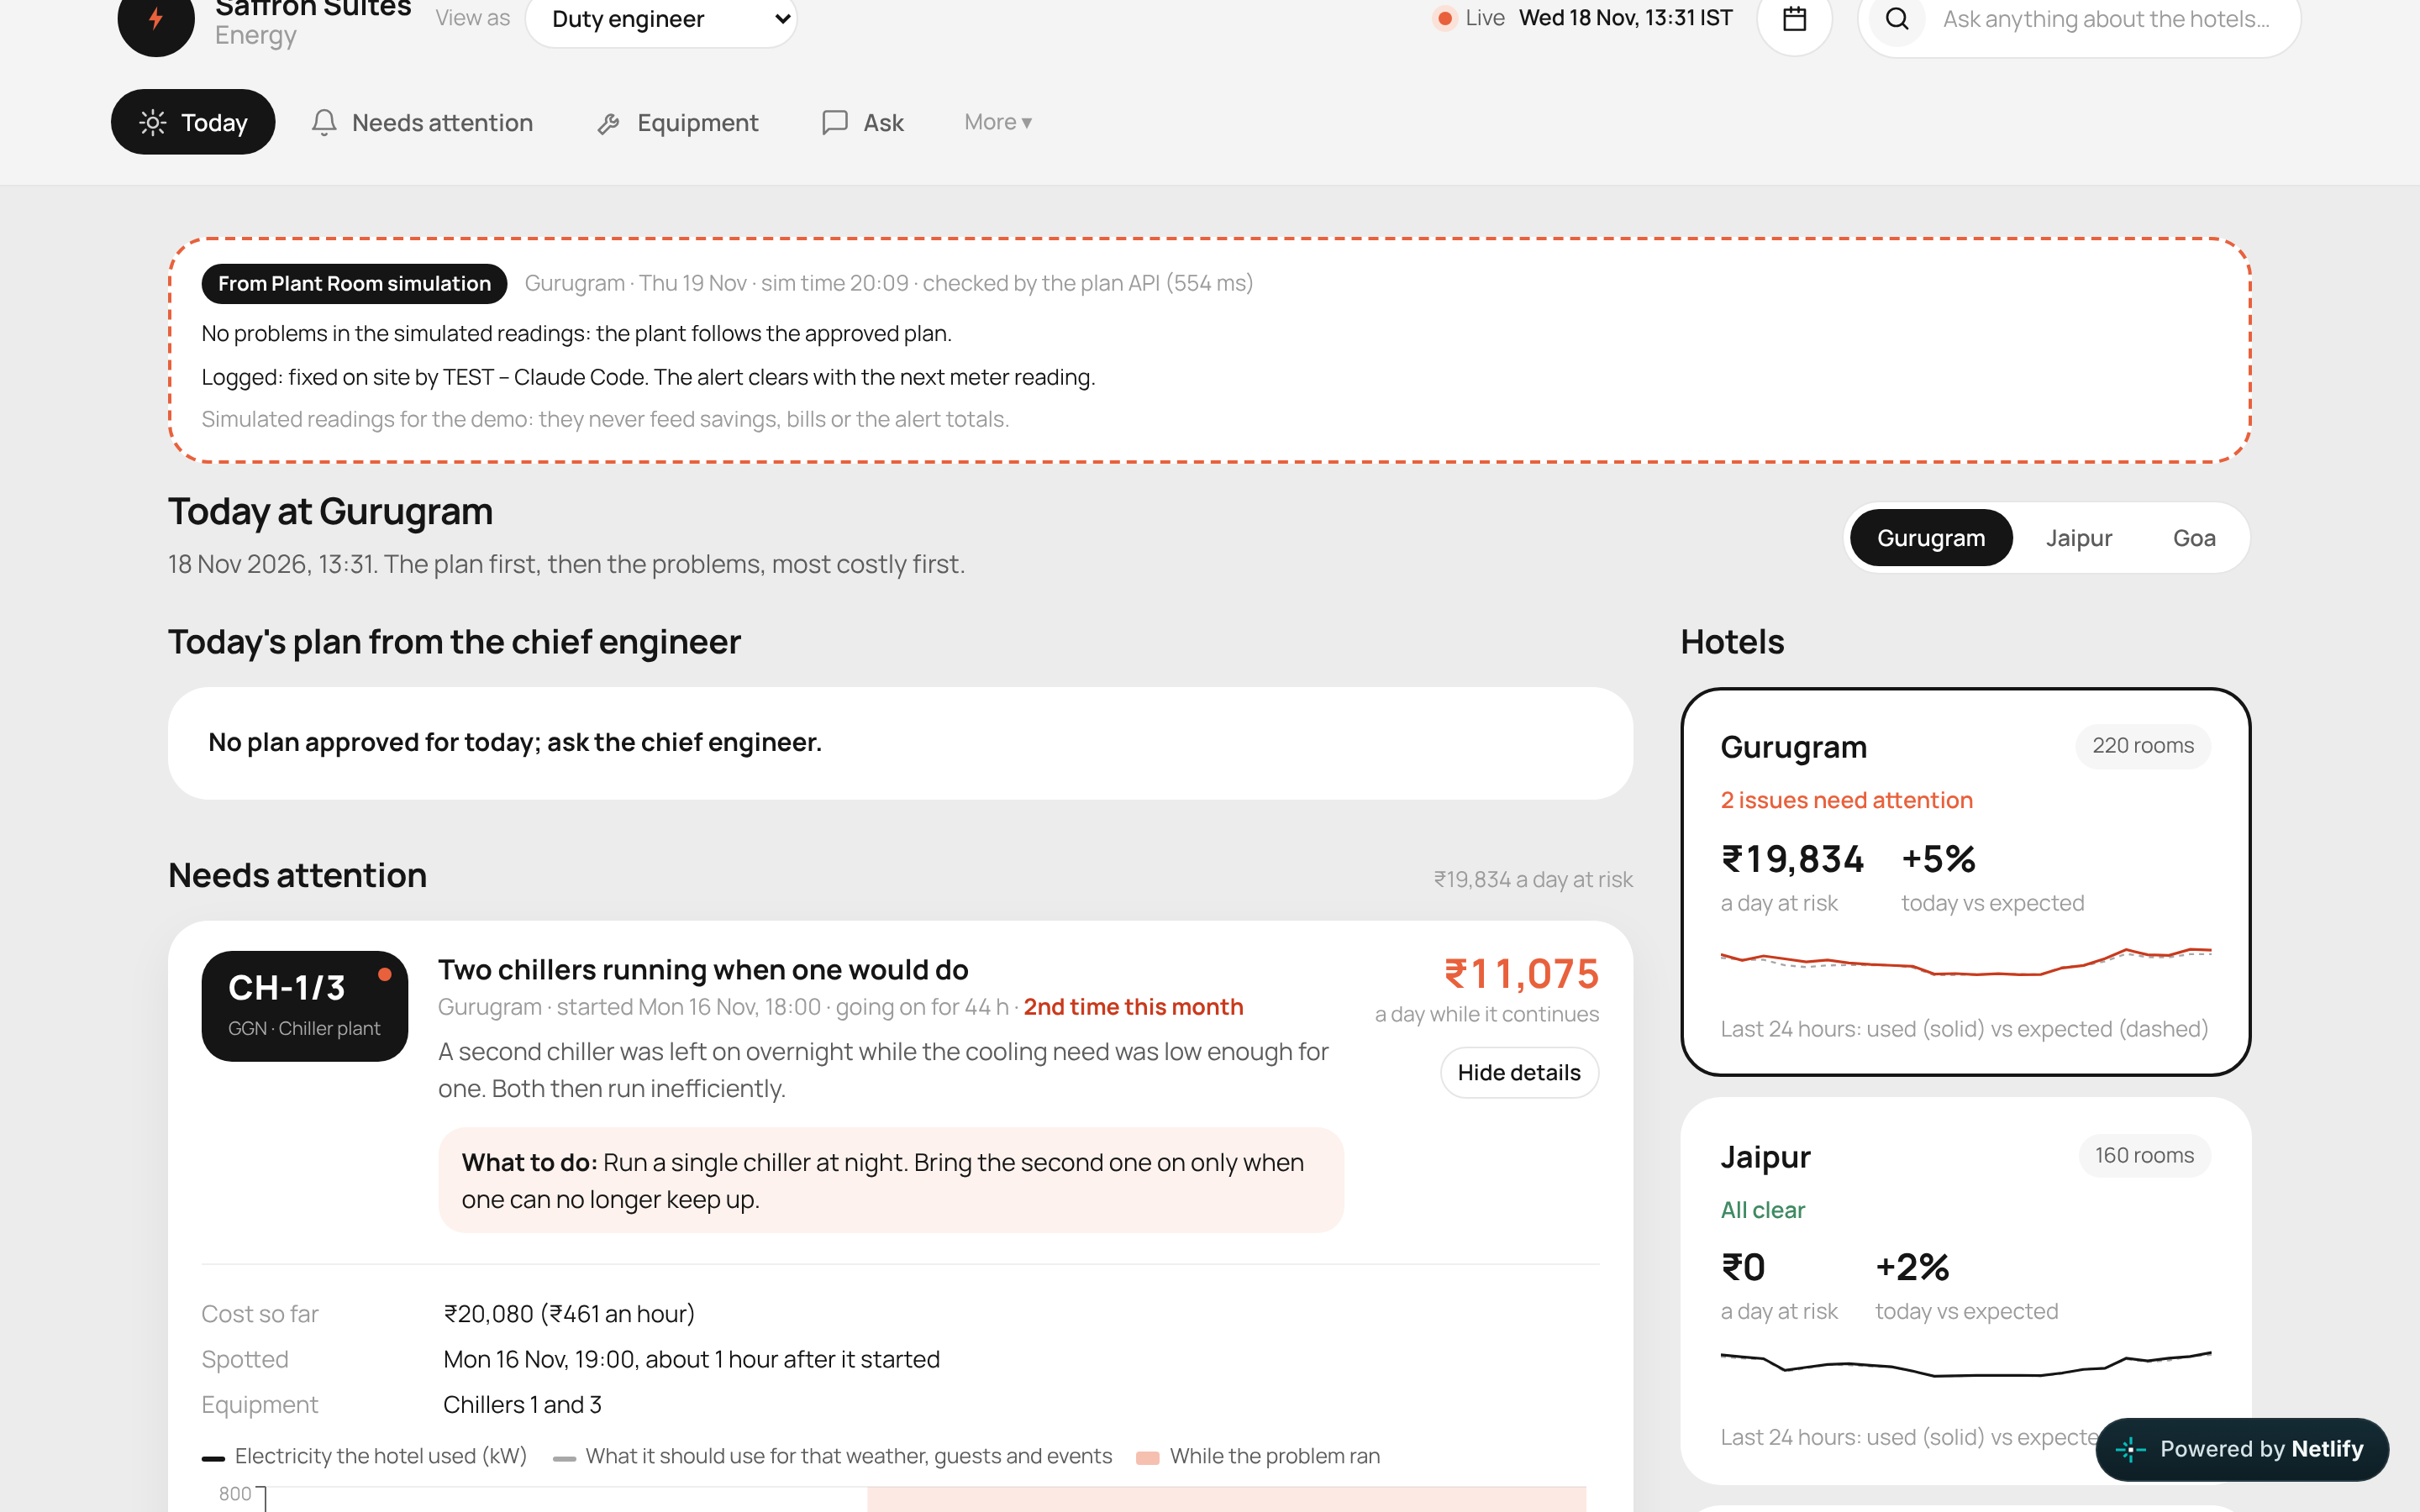 Saffron Suites
Energy
View as
Duty engineer
Live Wed 18 Nov, 13:31 IST
Ask anything about the hotels...
Today
Needs attention
Equipment
Ask
More ▾
From Plant Room simulation
Gurugram · Thu 19 Nov · sim time 20:09 · checked by the plan API (554 ms)
No problems in the simulated readings: the plant follows the approved plan.
Logged: fixed on site by TEST – Claude Code. The alert clears with the next meter reading.
Simulated readings for the demo: they never feed savings, bills or the alert totals.
Today at Gurugram
18 Nov 2026, 13:31. The plan first, then the problems, most costly first.
Gurugram
Jaipur
Goa
Today's plan from the chief engineer
No plan approved for today; ask the chief engineer.
Needs attention
₹19,834 a day at risk
CH-1/3
GGN · Chiller plant
Two chillers running when one would do
Gurugram · started Mon 16 Nov, 18:00 · going on for 44 h · 2nd time this month
A second chiller was left on overnight while the cooling need was low enough for
one. Both then run inefficiently.
What to do: Run a single chiller at night. Bring the second one on only when
one can no longer keep up.
₹11,075
a day while it continues
Hide details
Cost so far
₹20,080 (₹461 an hour)
Spotted
Mon 16 Nov, 19:00, about 1 hour after it started
Equipment
Chillers 1 and 3
Electricity the hotel used (kW)
What it should use for that weather, guests and events
While the problem ran
800
Hotels
Gurugram
220 rooms
2 issues need attention
₹19,834
+5%
a day at risk
today vs expected
Last 24 hours: used (solid) vs expected (dashed)
Jaipur
160 rooms
All clear
₹0
+2%
a day at risk
today vs expected
Last 24 hours: used (solid) vs expecte
Powered by Netlify